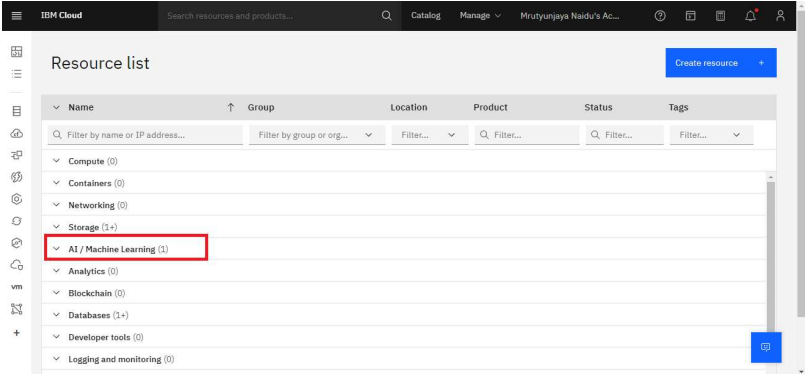 IBM Cloud Search resources and products... Catalog Manage Mrutyunjaya Naidu's Ac...
Resource list
Create resource +
Name Group Location Product Status Tags
Filter by name or IP address... Filter by group or org... Filter... Filter... Filter... Filter...
Compute (0)
Containers (0)
Networking (0)
Storage (1+)
AI / Machine Learning (1)
Analytics (0)
vm
Blockchain (0)
Databases (1+)
Developer tools (0)
Logging and monitoring (0)